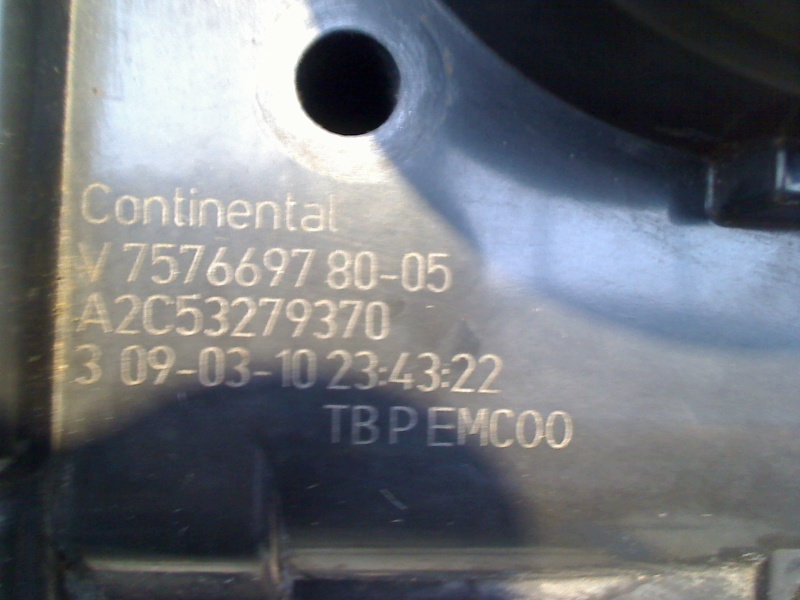 Continental
V 7576697 80-05
A2C53279370
3 09-03-10 23:43:22
TBP EMC00